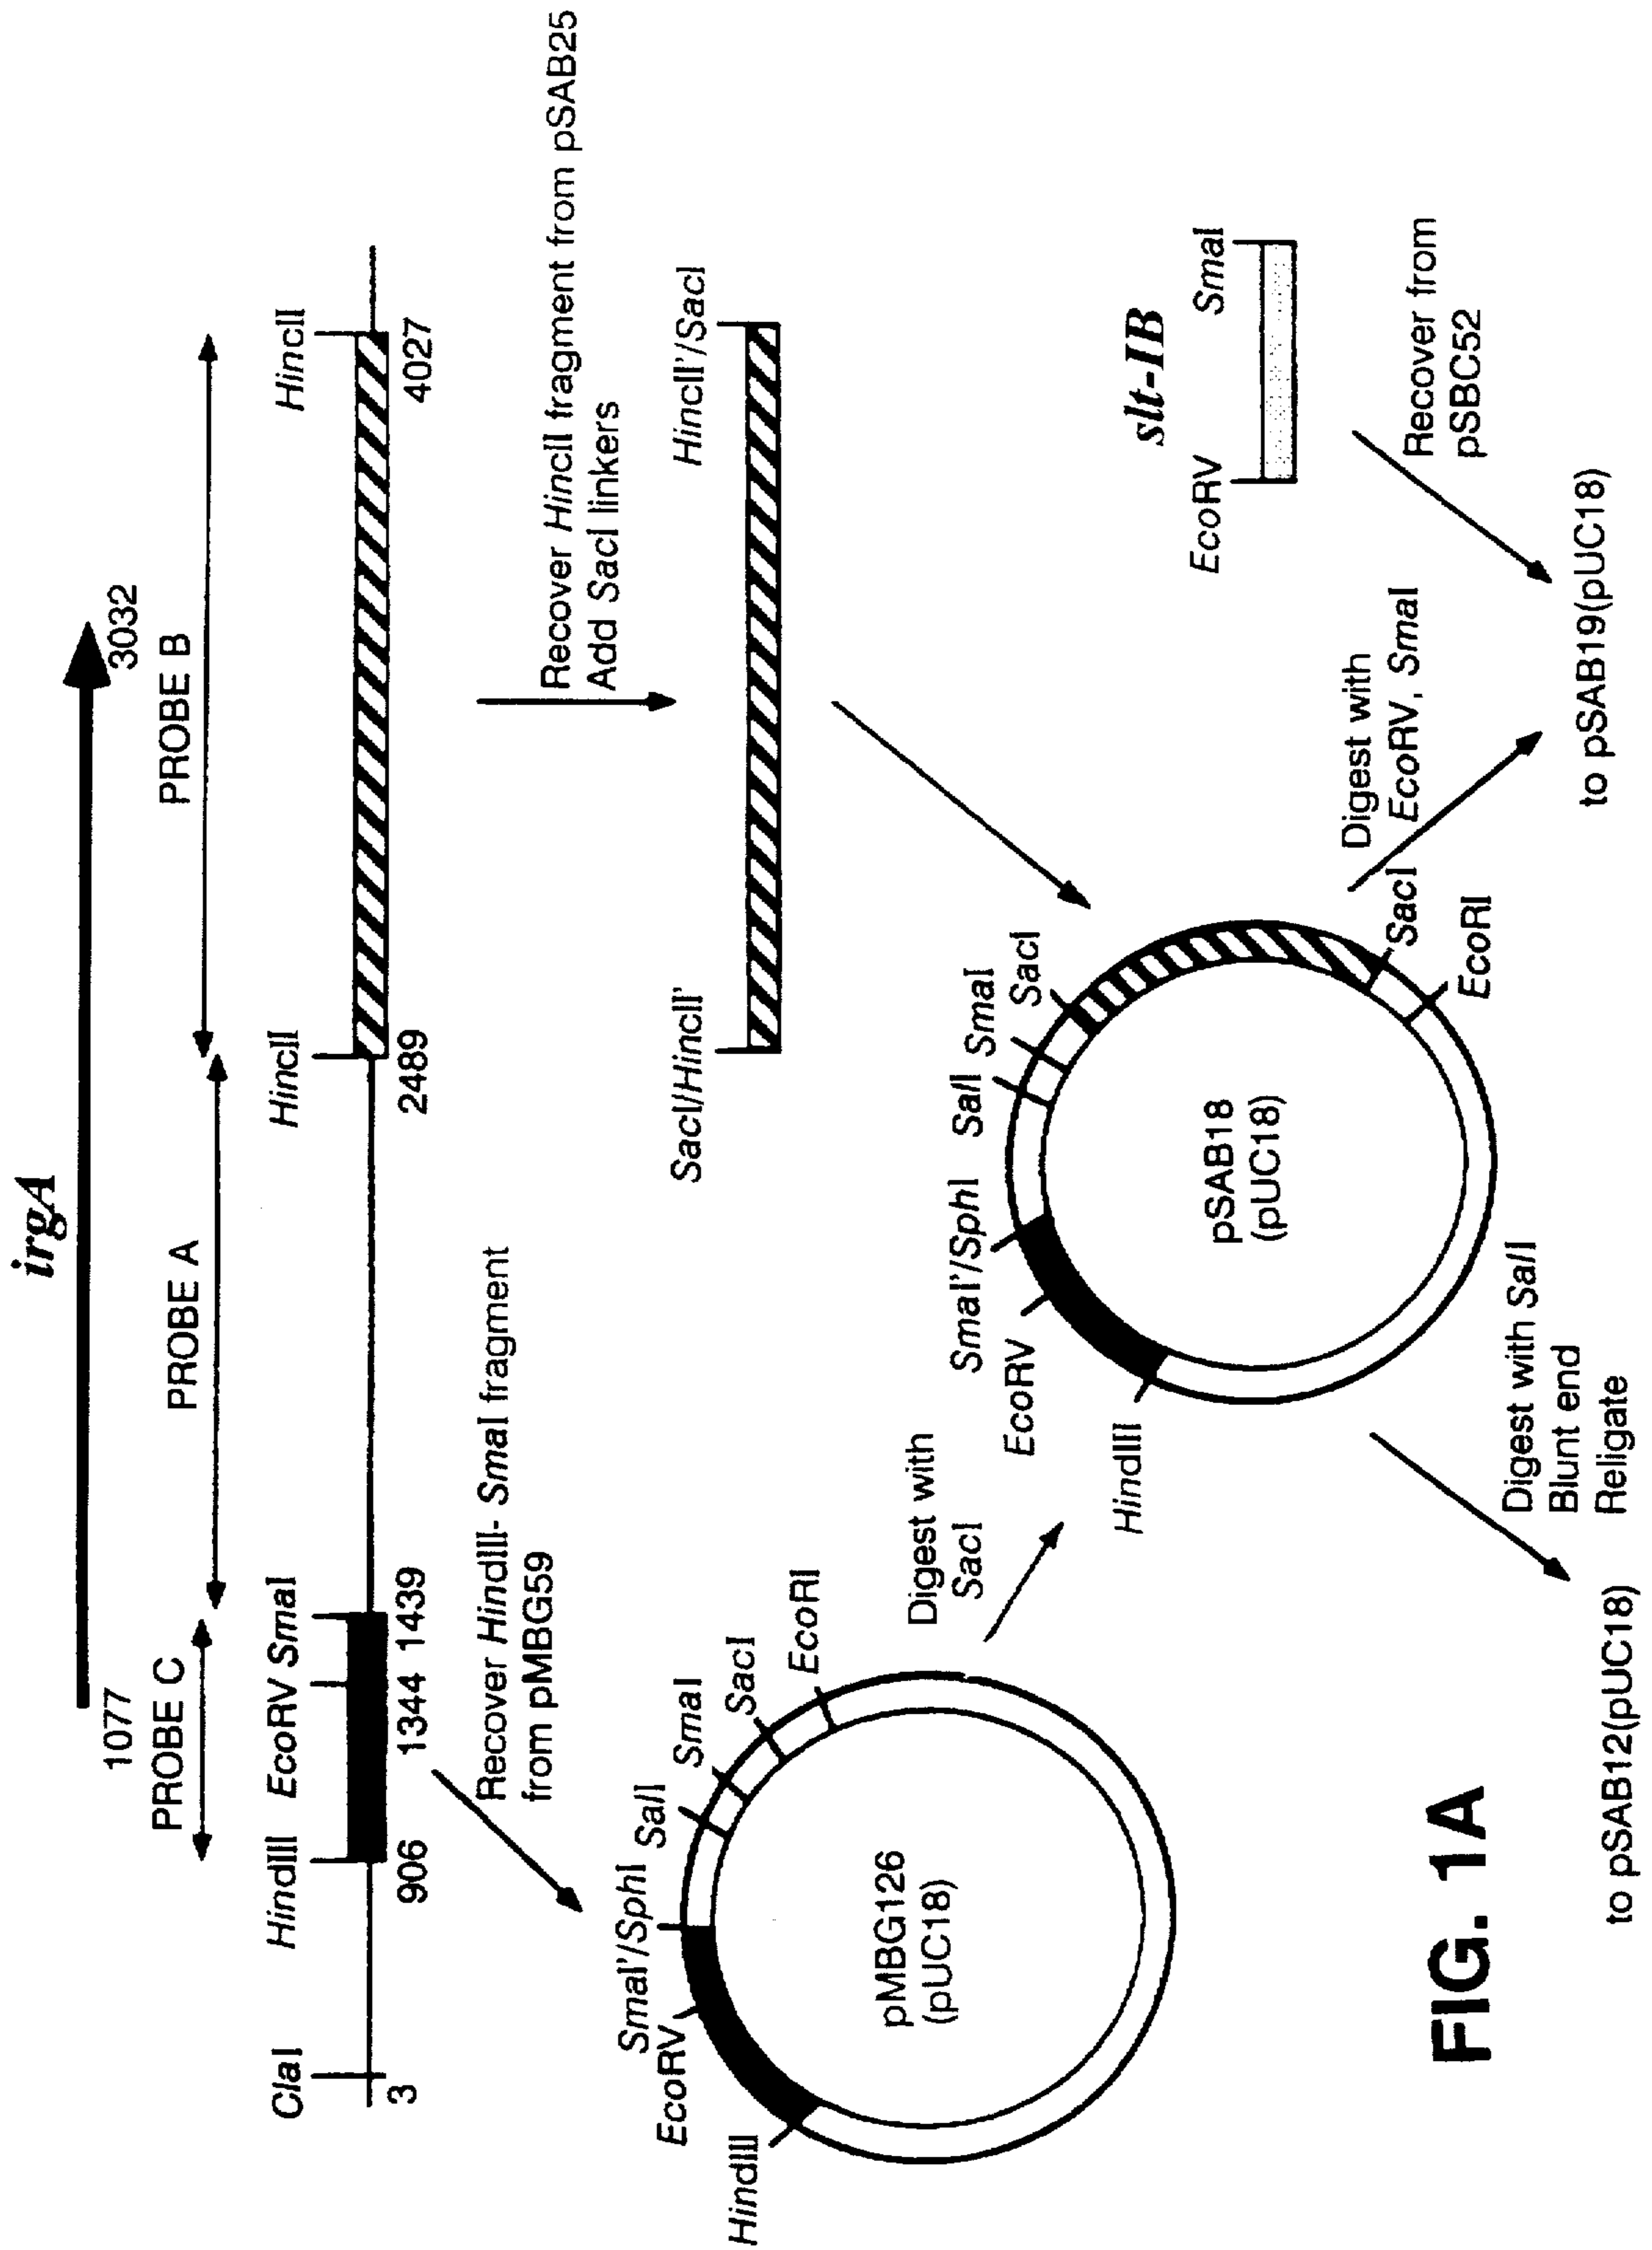 irgA
1077
3032
PROBE C
PROBE A
PROBE B
ClaI
HindIII
EcoRV
SmaI
HincII
HincII
3
906
1344
1439
2489
4027
Recover HindIII- SmaI fragment
from pMBG59
Recover HincII fragment from pSAB25
Add SacI linkers
SacI/HincII'
HincII'/SacI
HindIII
EcoRV
SmaI'/SphI
SalI
SmaI
SacI
EcoRI
pMBG126
(pUC18)
Digest with
SacI
HindIII
EcoRV
SmaI'/SphI
SalI
SmaI
SacI
SacI
EcoRI
pSAB18
(pUC18)
slt-IB
EcoRV
SmaI
Recover from
pSBC52
Digest with
EcoRV, SmaI
to pSAB19(pUC18)
Digest with SalI
Blunt end
Religate
to pSAB12(pUC18)
FIG. 1A